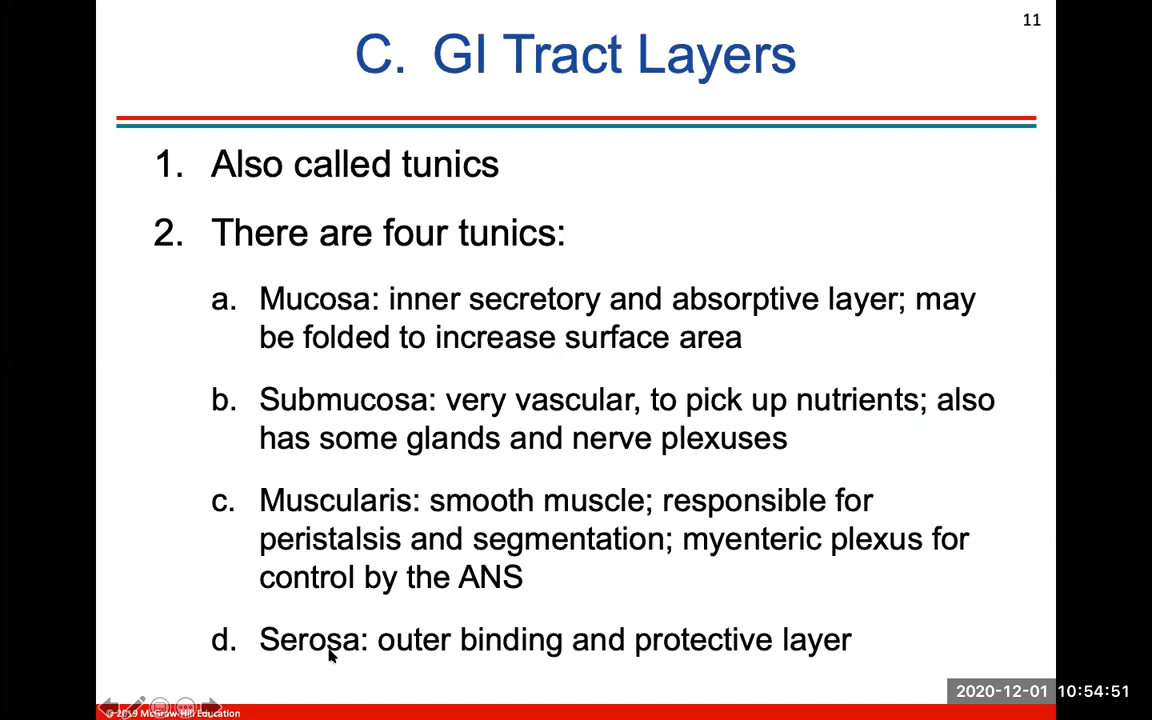 11
C. GI Tract Layers
1. Also called tunics
2. There are four tunics:
a. Mucosa: inner secretory and absorptive layer; may
be folded to increase surface area
b. Submucosa: very vascular, to pick up nutrients; also
has some glands and nerve plexuses
c. Muscularis: smooth muscle; responsible for
peristalsis and segmentation; myenteric plexus for
control by the ANS
d. Serosa: outer binding and protective layer
2020-12-01 10:54:51
© 2019 McGraw-Hill Education